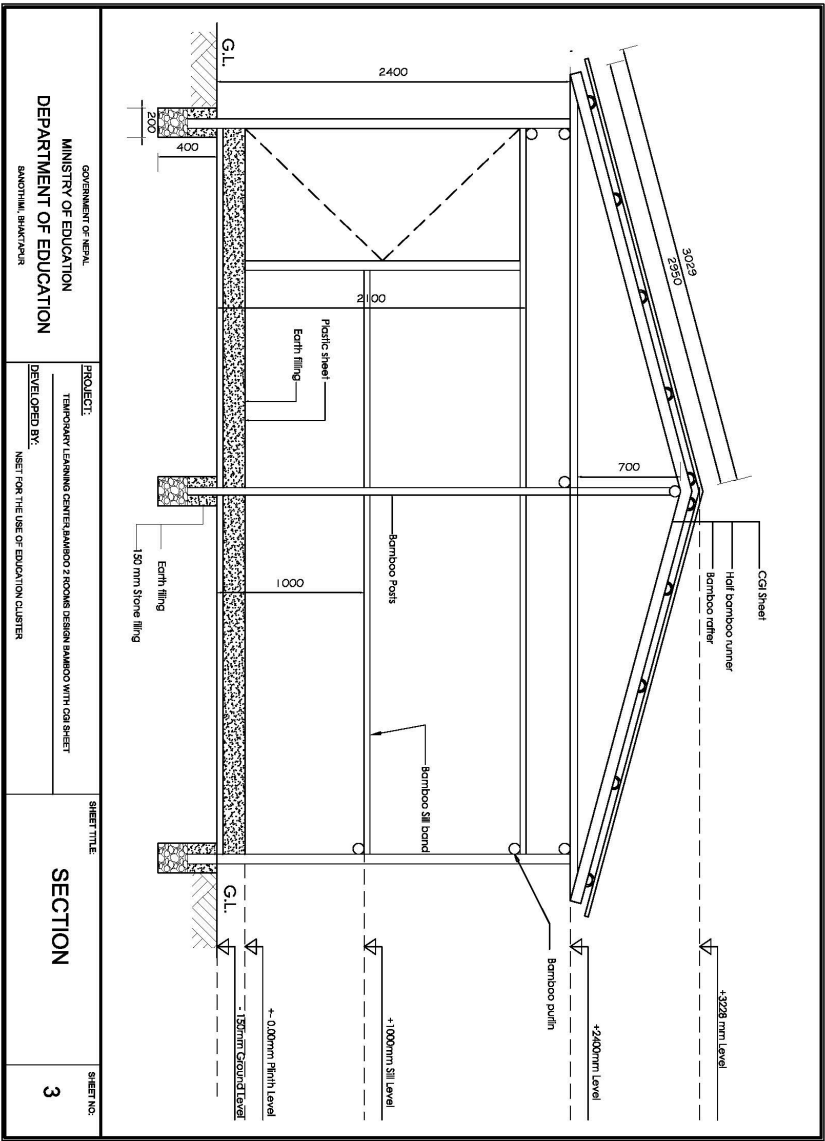 3029
2950
CGI Sheet
Half bamboo runner
Bamboo rafter
700
+3228 mm Level
2400
Bamboo purlin
+2400mm Level
2100
Bamboo Posts
Bamboo Sill band
1000
+1000mm Sill Level
Plastic sheet
Earth filling
G.L.
G.L.
+- 0.00mm Plinth Level
- 150mm Ground Level
200
400
Earth filing
150 mm Stone filing
GOVERNMENT OF NEPAL
MINISTRY OF EDUCATION
DEPARTMENT OF EDUCATION
SANOTHIMI, BHAKTAPUR
PROJECT:
TEMPORARY LEARNING CENTER,BAMBOO 2 ROOMS DESIGN BAMBOO WITH CGI SHEET
DEVELOPED BY:
NSET FOR THE USE OF EDUCATION CLUSTER
SHEET TITLE:
SECTION
SHEET NO:
3